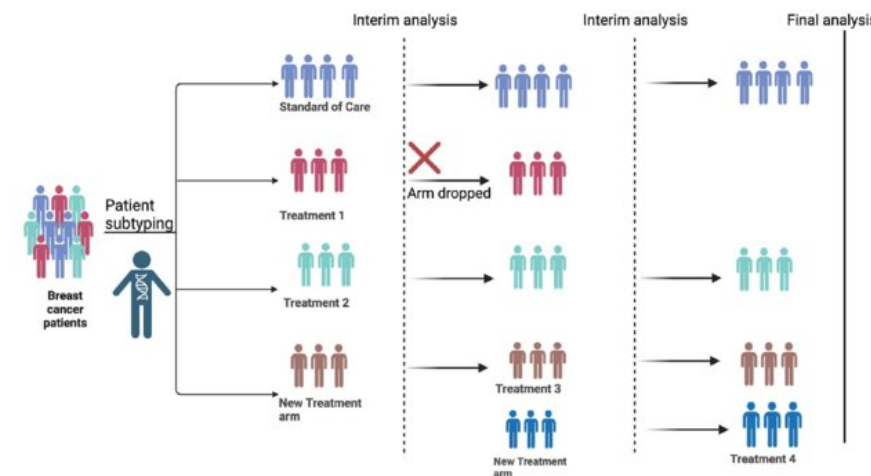 Interim analysis
Interim analysis
Final analysis
Standard of Care
Patient
subtyping
Treatment 1
Arm dropped
Breast
cancer
patients
Treatment 2
New Treatment
arm
Treatment 3
New Treatment
arm
Treatment 4